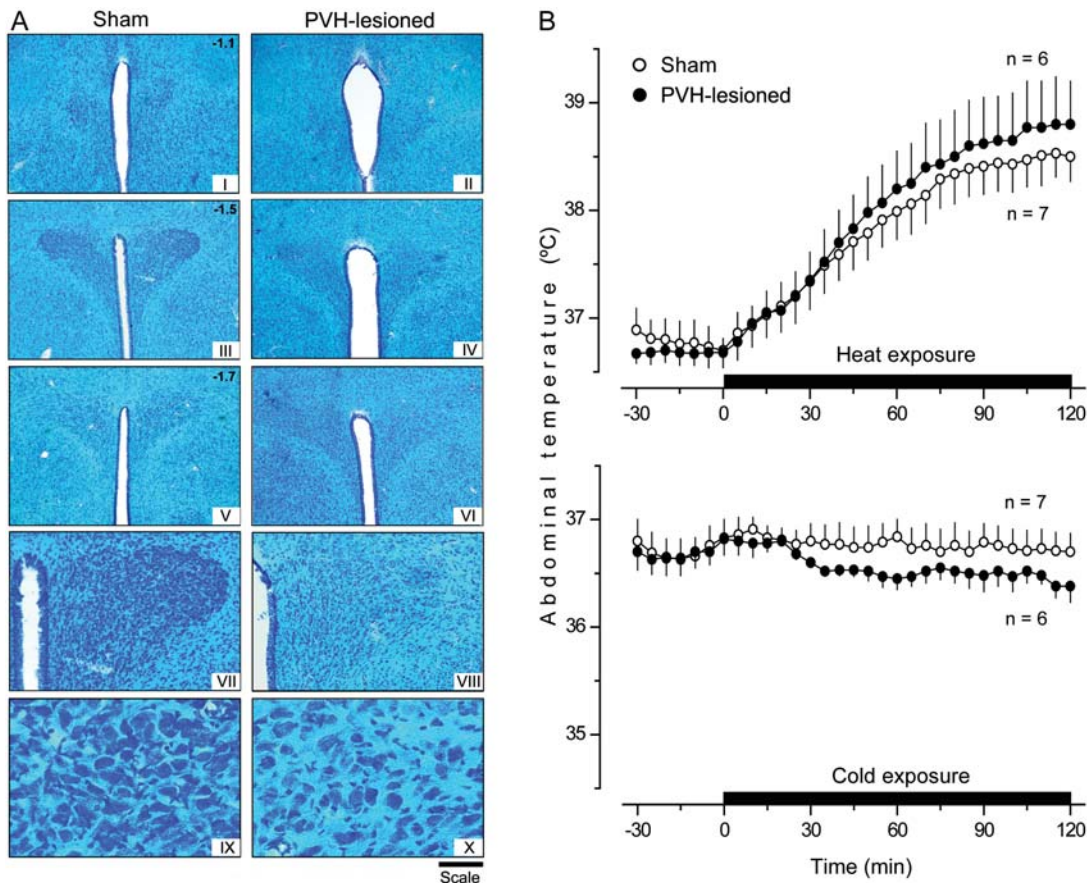 A
Sham
PVH-lesioned
-1.1
I
II
-1.5
III
IV
-1.7
V
VI
VII
VIII
IX
X
Scale
B
Sham
PVH-lesioned
n = 6
n = 7
39
38
37
Heat exposure
-30 0 30 60 90 120
Abdominal temperature (ºC)
n = 7
n = 6
37
36
35
Cold exposure
-30 0 30 60 90 120
Time (min)